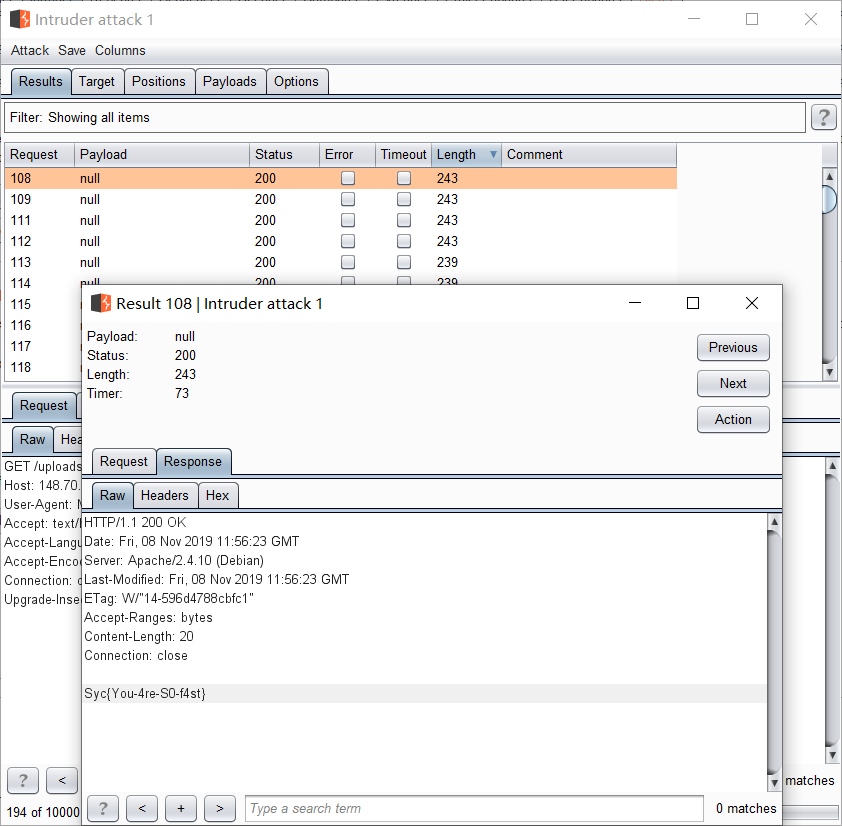 Intruder attack 1
Attack Save Columns
Results Target Positions Payloads Options
Filter: Showing all items ?
Request Payload Status Error Timeout Length Comment
108 null 200 243
109 null 200 243
111 null 200 243
112 null 200 243
113 null 200 239
114 null 200 239
115
116
117
118
Request
Raw
GET /uploads
Host: 148.70.
User-Agent:
Accept: text/
Accept-Langu
Accept-Enco
Connection:
Upgrade-Inse
? <
matches
194 of 10000
Result 108 | Intruder attack 1
Payload: null
Status: 200
Length: 243
Timer: 73
Previous
Next
Action
Request Response
Raw Headers Hex
HTTP/1.1 200 OK
Date: Fri, 08 Nov 2019 11:56:23 GMT
Server: Apache/2.4.10 (Debian)
Last-Modified: Fri, 08 Nov 2019 11:56:23 GMT
ETag: W/"14-596d4788cbfc1"
Accept-Ranges: bytes
Content-Length: 20
Connection: close
Syc{You-4re-S0-f4st}
? < + > Type a search term 0 matches